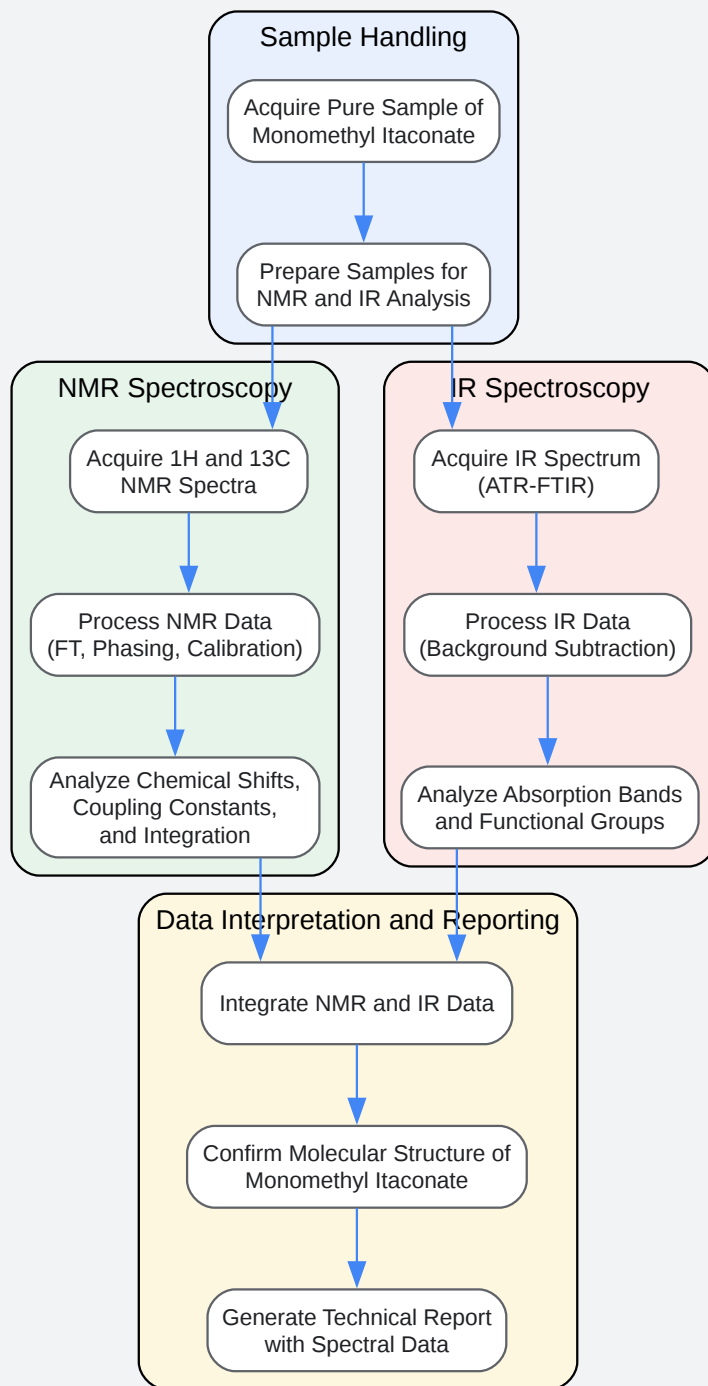 Sample Handling
Acquire Pure Sample of
Monomethyl Itaconate
Prepare Samples for
NMR and IR Analysis
NMR Spectroscopy
Acquire 1H and 13C
NMR Spectra
Process NMR Data
(FT, Phasing, Calibration)
Analyze Chemical Shifts,
Coupling Constants,
and Integration
IR Spectroscopy
Acquire IR Spectrum
(ATR-FTIR)
Process IR Data
(Background Subtraction)
Analyze Absorption Bands
and Functional Groups
Data Interpretation and Reporting
Integrate NMR and IR Data
Confirm Molecular Structure of
Monomethyl Itaconate
Generate Technical Report
with Spectral Data